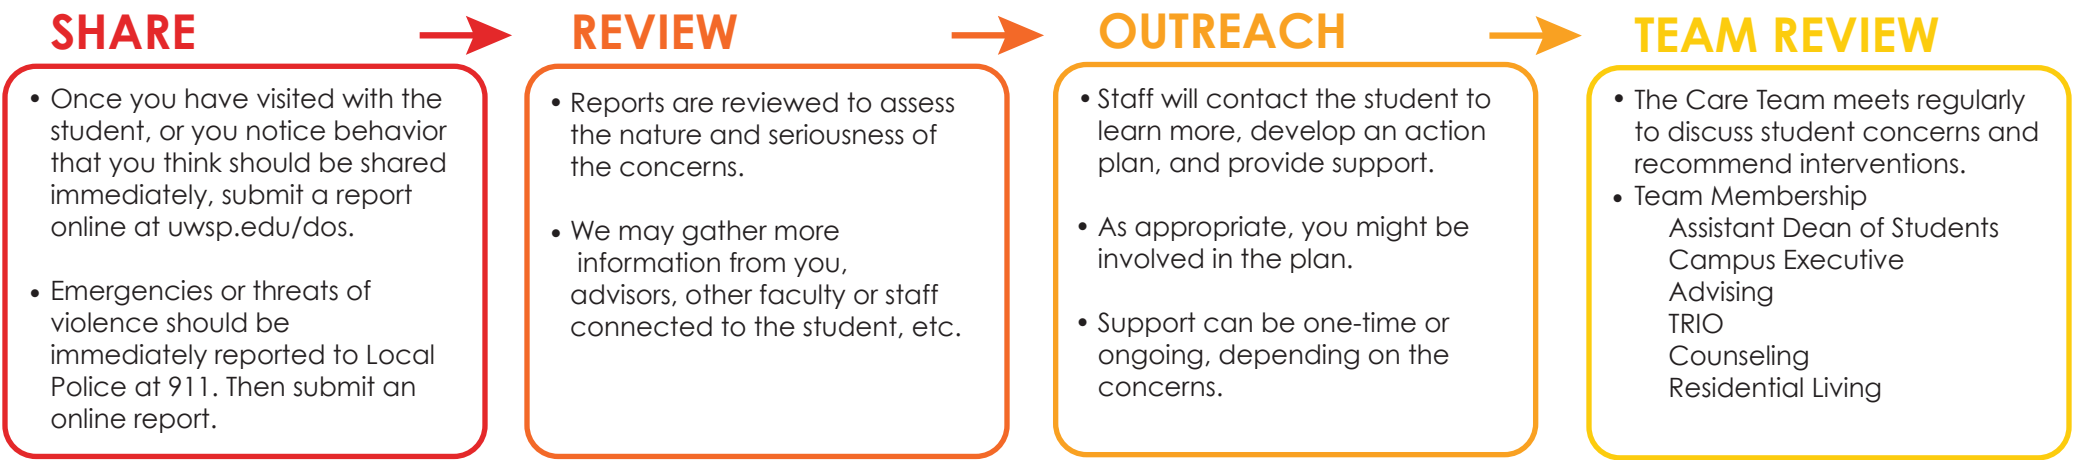 SHARE
• Once you have visited with the
student, or you notice behavior
that you think should be shared
immediately, submit a report
online at uwsp.edu/dos.
• Emergencies or threats of
violence should be
immediately reported to Local
Police at 911. Then submit an
online report.
REVIEW
• Reports are reviewed to assess
the nature and seriousness of
the concerns.
• We may gather more
information from you,
advisors, other faculty or staff
connected to the student, etc.
OUTREACH
• Staff will contact the student to
learn more, develop an action
plan, and provide support.
• As appropriate, you might be
involved in the plan.
• Support can be one-time or
ongoing, depending on the
concerns.
TEAM REVIEW
• The Care Team meets regularly
to discuss student concerns and
recommend interventions.
• Team Membership
Assistant Dean of Students
Campus Executive
Advising
TRIO
Counseling
Residential Living